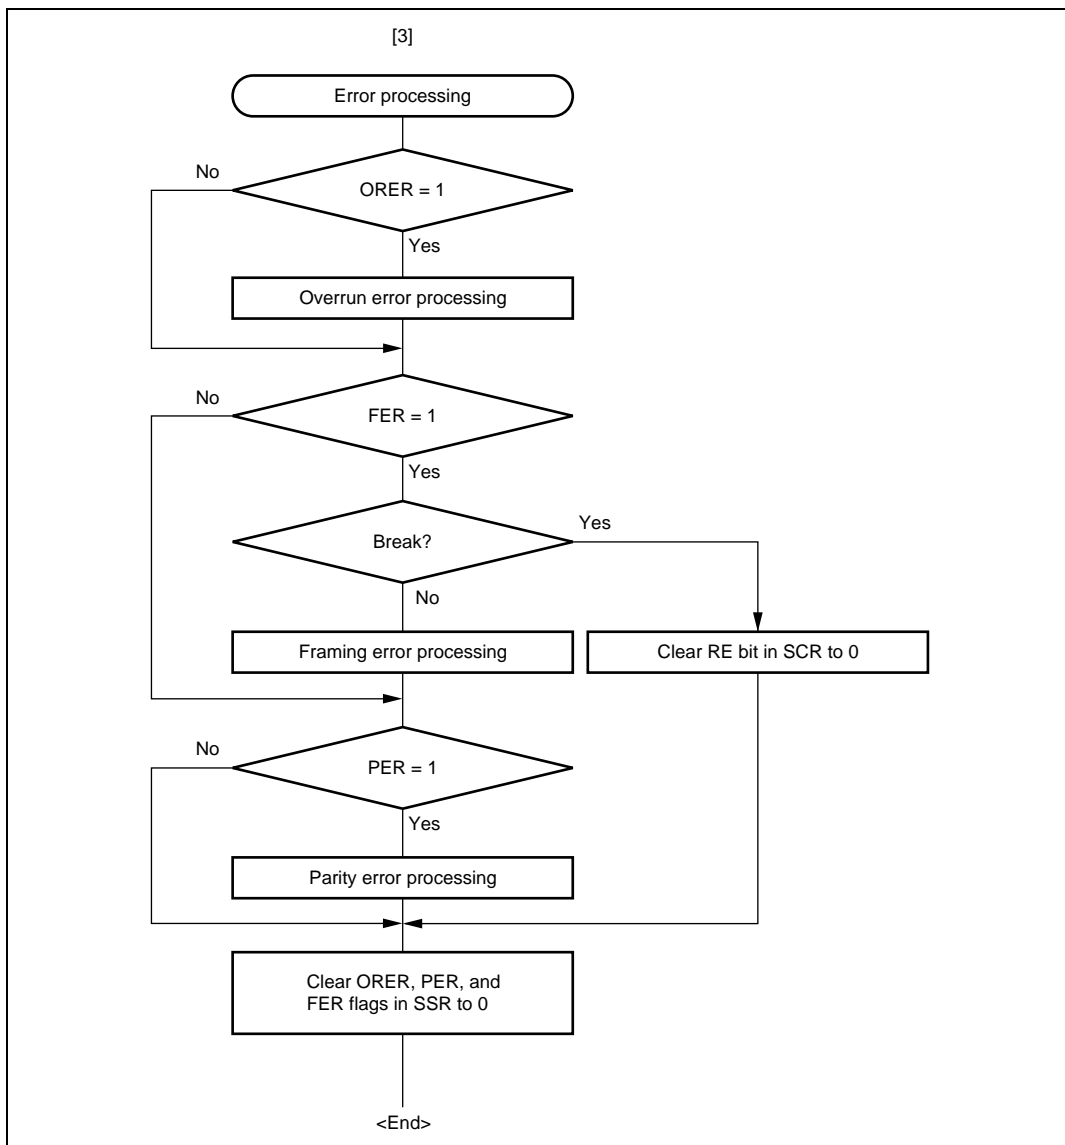 [3]
Error processing
No
ORER = 1
Yes
Overrun error processing
No
FER = 1
Yes
Yes
Break?
No
Framing error processing
Clear RE bit in SCR to 0
No
PER = 1
Yes
Parity error processing
Clear ORER, PER, and
FER flags in SSR to 0
<End>